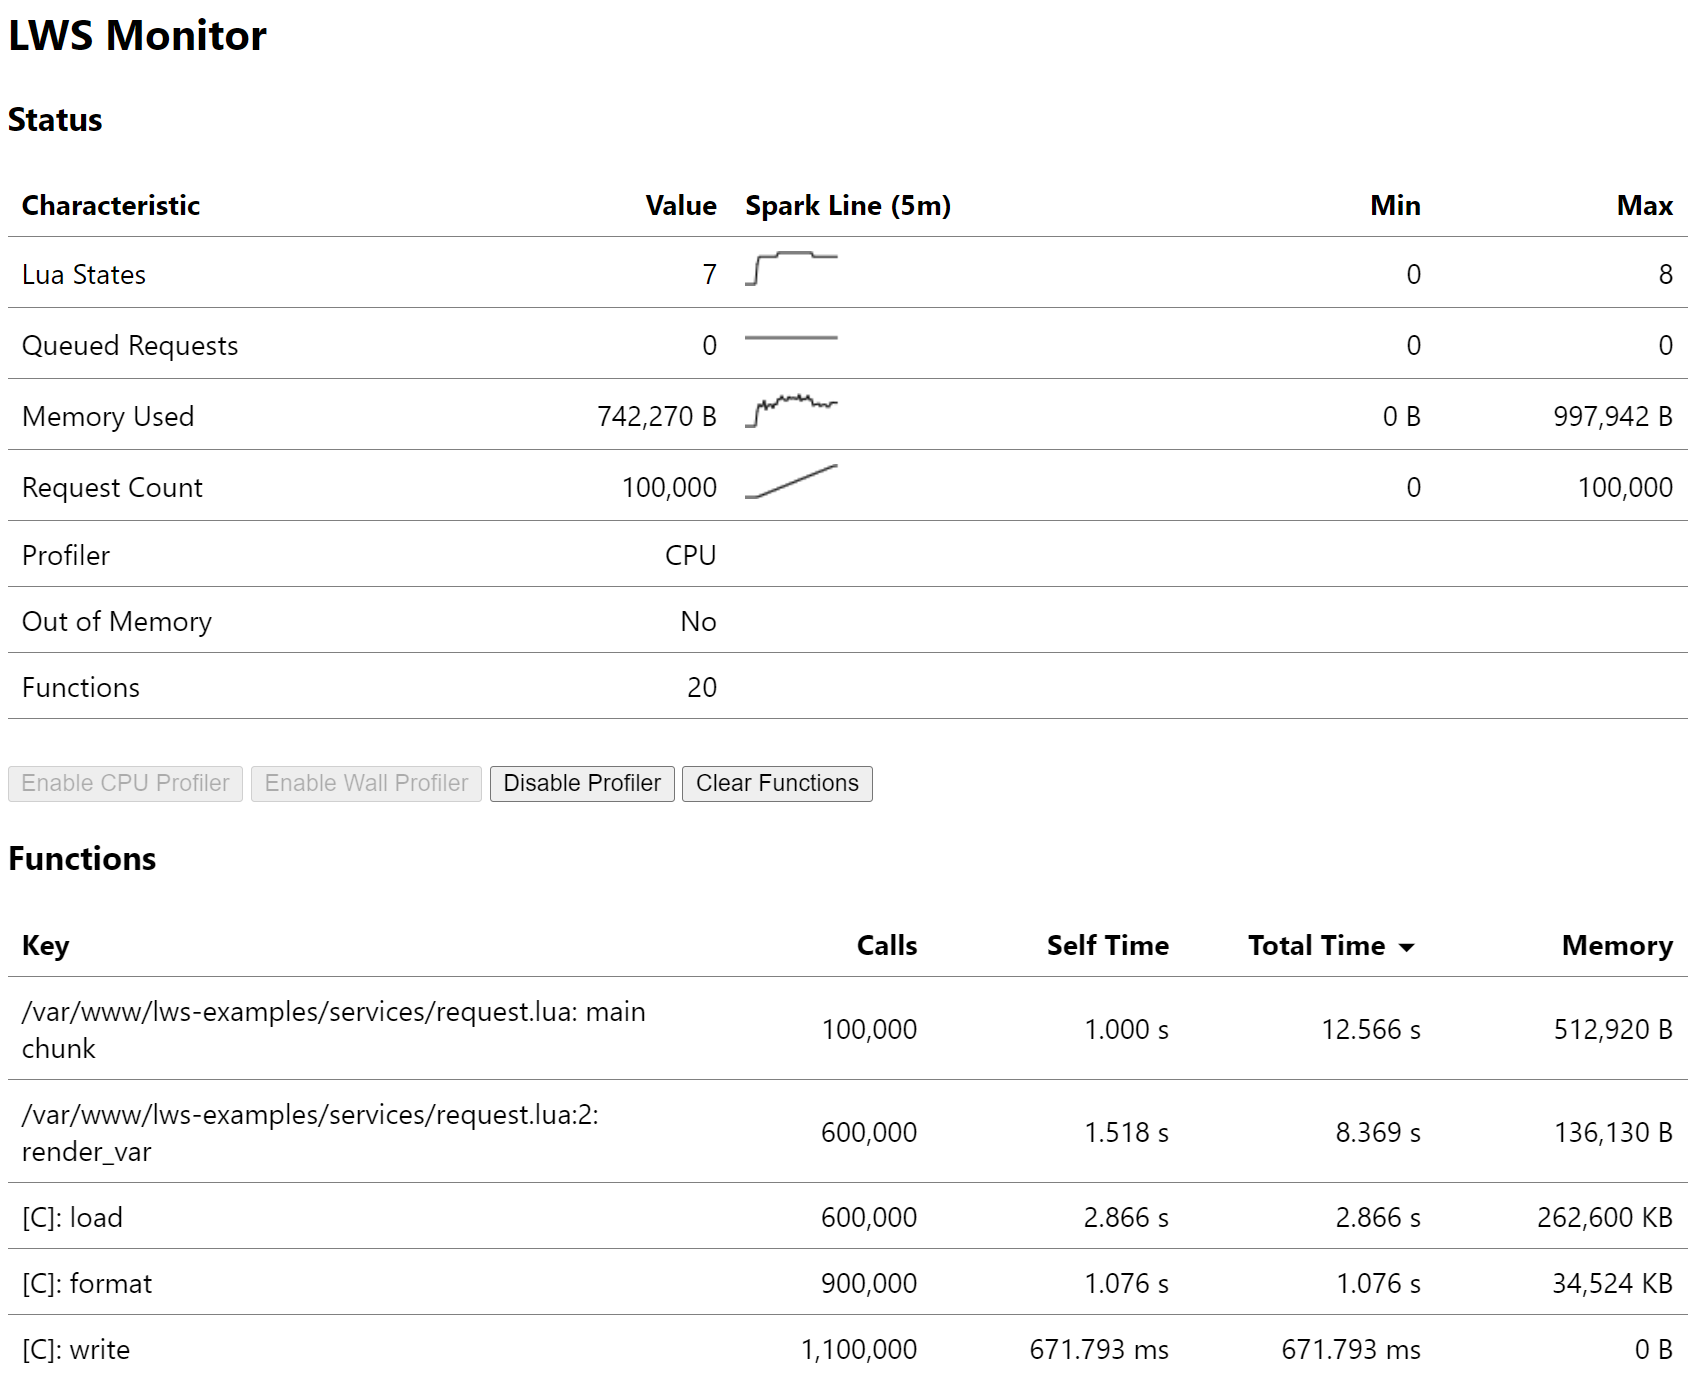 LWS Monitor
Status
Characteristic Value Spark Line (5m) Min Max
Lua States 7 0 8
Queued Requests 0 0 0
Memory Used 742,270 B 0 B 997,942 B
Request Count 100,000 0 100,000
Profiler CPU
Out of Memory No
Functions 20
Enable CPU Profiler Enable Wall Profiler Disable Profiler Clear Functions
Functions
Key Calls Self Time Total Time Memory
/var/www/lws-examples/services/request.lua: main
chunk 100,000 1.000 s 12.566 s 512,920 B
/var/www/lws-examples/services/request.lua:2:
render_var 600,000 1.518 s 8.369 s 136,130 B
[C]: load 600,000 2.866 s 2.866 s 262,600 KB
[C]: format 900,000 1.076 s 1.076 s 34,524 KB
[C]: write 1,100,000 671.793 ms 671.793 ms 0 B